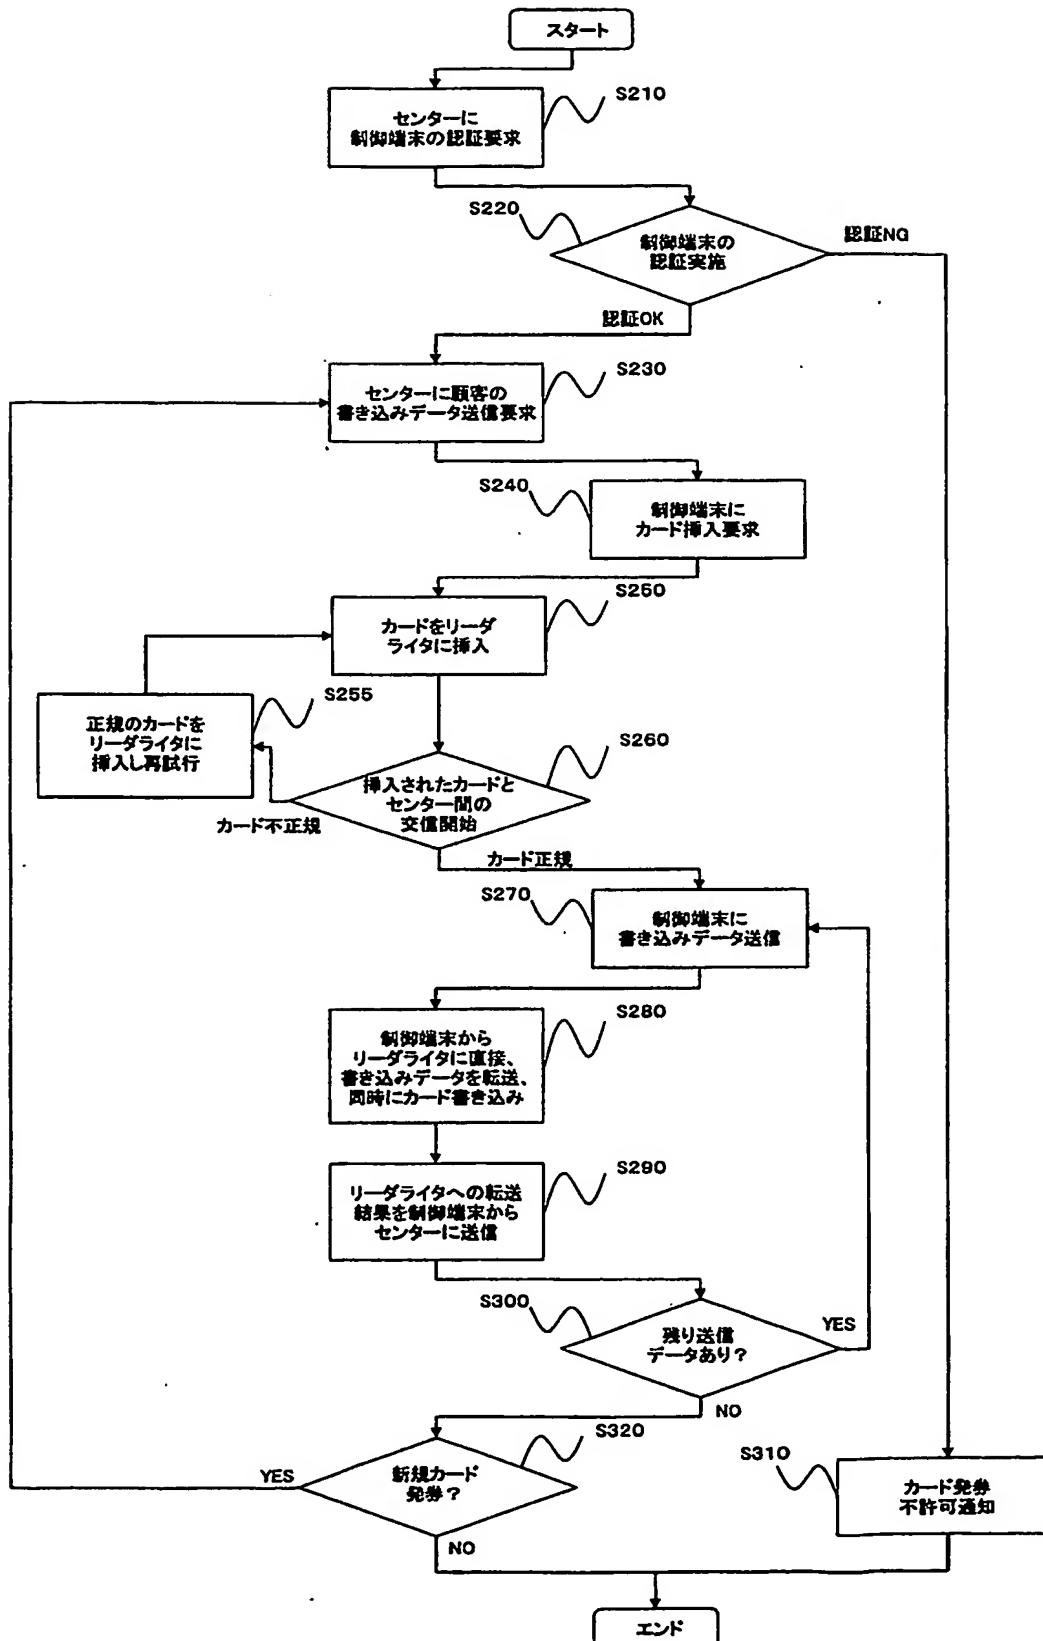 スタート
S210
センターに
制御端末の認証要求
S220
制御端末の
認証実施
認証NG
認証OK
S230
センターに顧客の
書き込みデータ送信要求
S240
制御端末に
カード挿入要求
S250
カードをリーダ
ライタに挿入
S255
正規のカードを
リーダライタに
挿入し再試行
S260
挿入されたカードと
センター間の
交信開始
カード不正規
カード正規
S270
制御端末に
書き込みデータ送信
S280
制御端末から
リーダライタに直接、
書き込みデータを転送、
同時にカード書き込み
S290
リーダライタへの転送
結果を制御端末から
センターに送信
S300
残り送信
データあり？
YES
NO
S320
新規カード
発券？
YES
S310
カード発券
不許可通知
NO
エンド